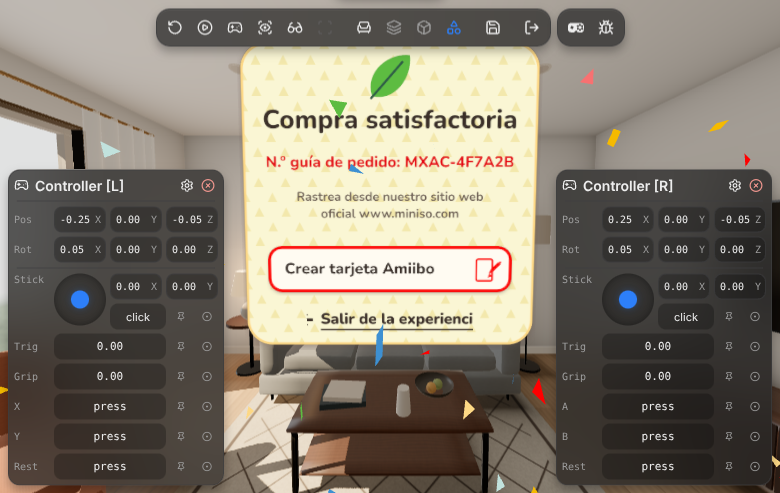 Compra satisfactoria
N.º guía de pedido: MXAC-4F7A2B
Rastrea desde nuestro sitio web
oficial www.miniso.com
Crear tarjeta Amiibo
Salir de la experienci
Controller [L]
Pos -0.25 X 0.00 Y -0.05 Z
Rot 0.05 X 0.00 Y 0.00 Z
Stick 0.00 X 0.00 Y
click
Trig 0.00
Grip 0.00
X press
Y press
Rest press
Controller [R]
Pos 0.25 X 0.00 Y -0.05 Z
Rot 0.05 X 0.00 Y 0.00 Z
Stick 0.00 X 0.00 Y
click
Trig 0.00
Grip 0.00
A press
B press
Rest press